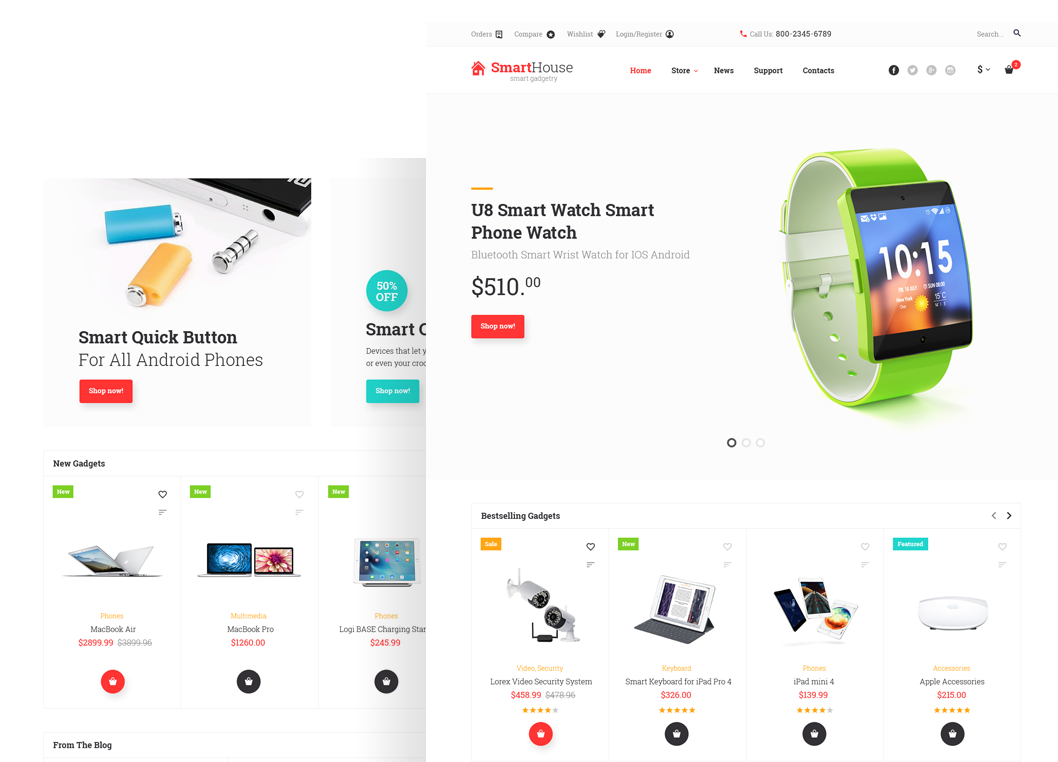 Orders
Compare
Wishlist
Login/Register
Call Us: 800-2345-6789
Search...
SmartHouse
smart gadgetry
Home
Store
News
Support
Contacts
$
2
U8 Smart Watch Smart
Phone Watch
Bluetooth Smart Wrist Watch for IOS Android
$510.00
Shop now!
10:15
New York
15°C
Smart Quick Button
For All Android Phones
Shop now!
50%
OFF
Smart
Devices that let
or even your
Shop now!
New Gadgets
New
Phones
MacBook Air
$2899.99 $3899.96
New
Multimedia
MacBook Pro
$1260.00
New
Phones
Logi BASE Charging
$245.99
From The Blog
Bestselling Gadgets
Sale
Video, Security
Lorex Video Security System
$458.99 $478.96
New
Keyboard
Smart Keyboard for iPad Pro 4
$326.00
Phones
iPad mini 4
$139.99
Featured
Accessories
Apple Accessories
$215.00